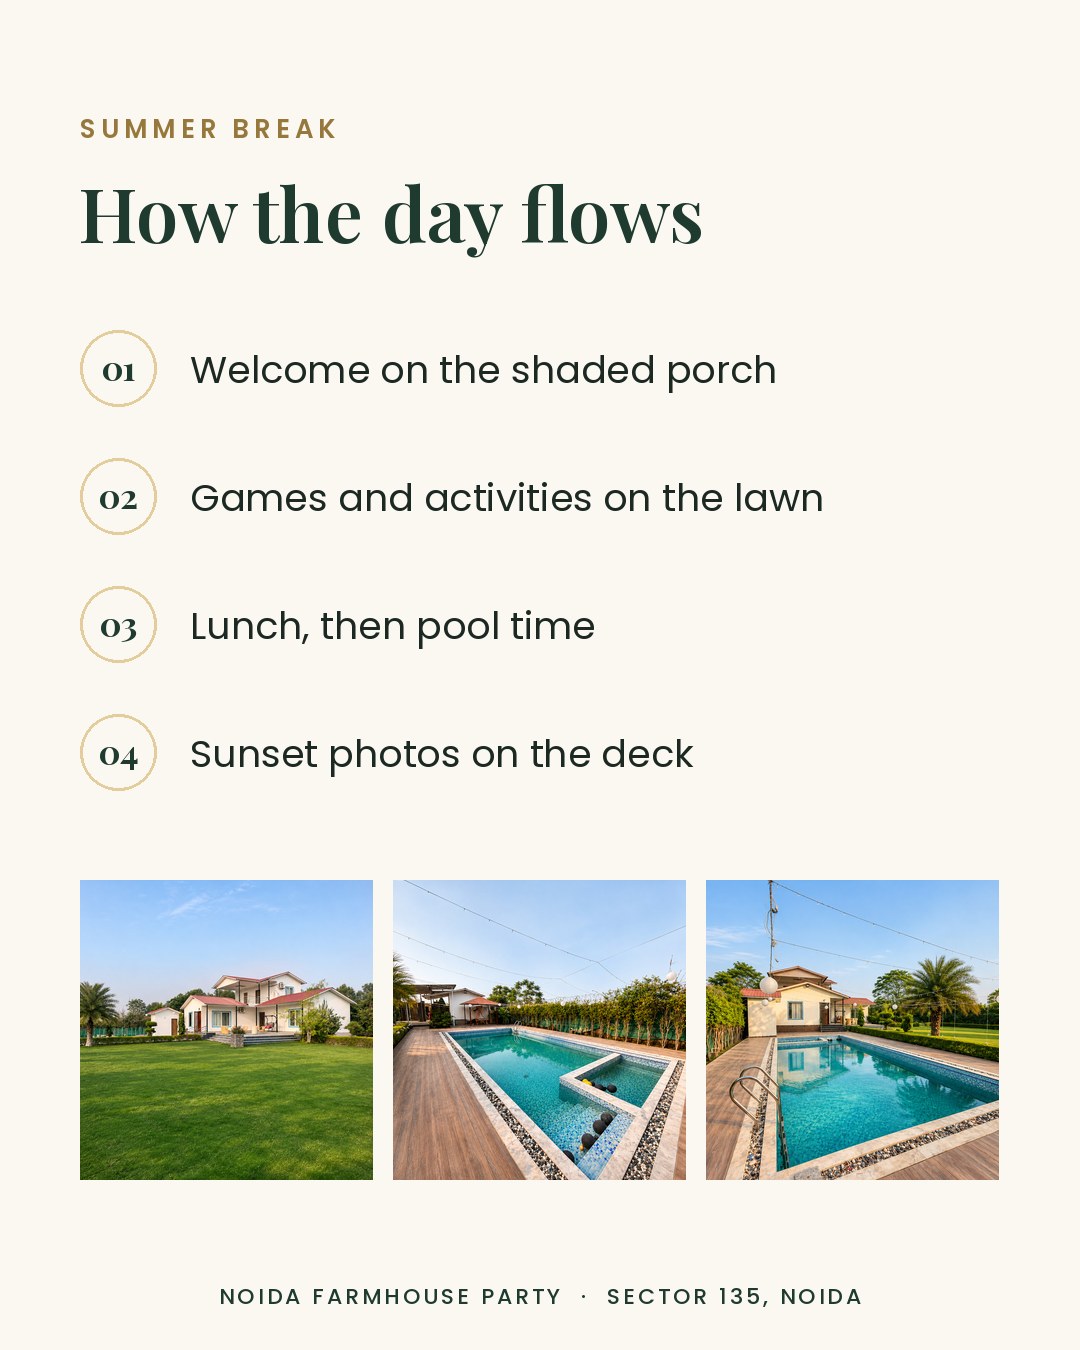 SUMMER BREAK
How the day flows
01 Welcome on the shaded porch
02 Games and activities on the lawn
03 Lunch, then pool time
04 Sunset photos on the deck
NOIDA FARMHOUSE PARTY · SECTOR 135, NOIDA